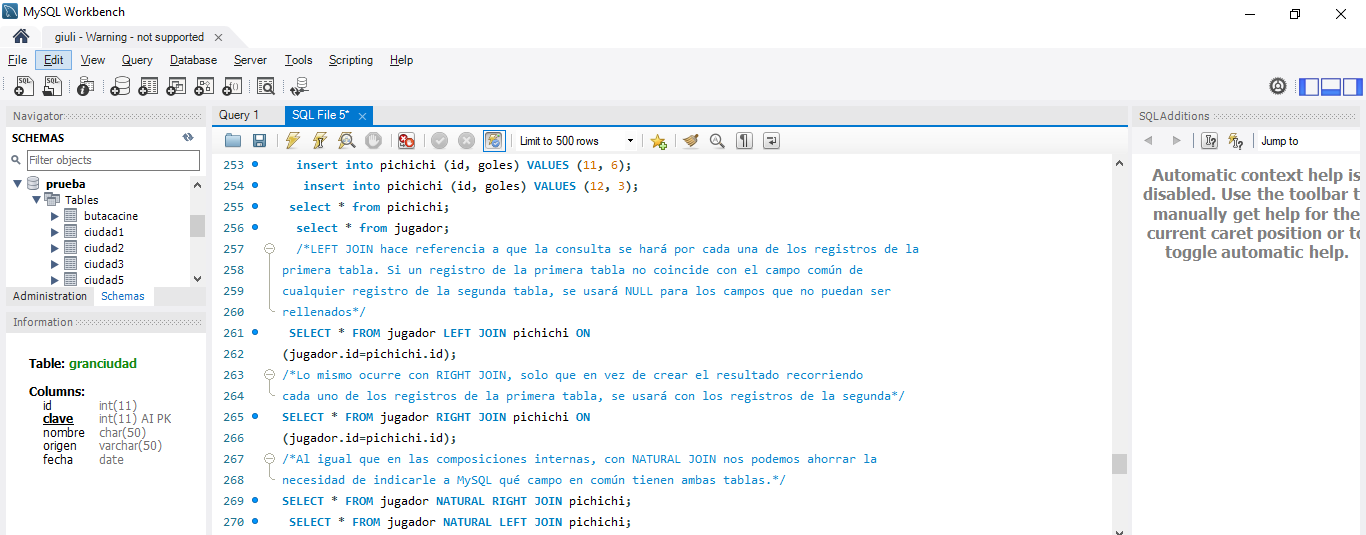 MySQL Workbench
giuli - Warning - not supported
File Edit View Query Database Server Tools Scripting Help
Navigator
SCHEMAS
Filter objects
prueba
Tables
butacacine
ciudad1
ciudad2
ciudad3
ciudad5
Administration Schemas
Information
Table: granciudad
Columns:
id int(11)
clave int(11) AI PK
nombre char(50)
origen varchar(50)
fecha date
Query 1 SQL File 5*
Limit to 500 rows
253 insert into pichichi (id, goles) VALUES (11, 6);
254 insert into pichichi (id, goles) VALUES (12, 3);
255 select * from pichichi;
256 select * from jugador;
257 /*LEFT JOIN hace referencia a que la consulta se hará por cada una de los registros de la
258 primera tabla. Si un registro de la primera tabla no coincide con el campo común de
259 cualquier registro de la segunda tabla, se usará NULL para los campos que no puedan ser
260 rellenados*/
261 SELECT * FROM jugador LEFT JOIN pichichi ON
262 (jugador.id=pichichi.id);
263 /*Lo mismo ocurre con RIGHT JOIN, solo que en vez de crear el resultado recorriendo
264 cada uno de los registros de la primera tabla, se usará con los registros de la segunda*/
265 SELECT * FROM jugador RIGHT JOIN pichichi ON
266 (jugador.id=pichichi.id);
267 /*Al igual que en las composiciones internas, con NATURAL JOIN nos podemos ahorrar la
268 necesidad de indicarle a MySQL qué campo en común tienen ambas tablas.*/
269 SELECT * FROM jugador NATURAL RIGHT JOIN pichichi;
270 SELECT * FROM jugador NATURAL LEFT JOIN pichichi;
SQLAdditions
Jump to
Automatic context help is
disabled. Use the toolbar t
manually get help for the
current caret position or to
toggle automatic help.